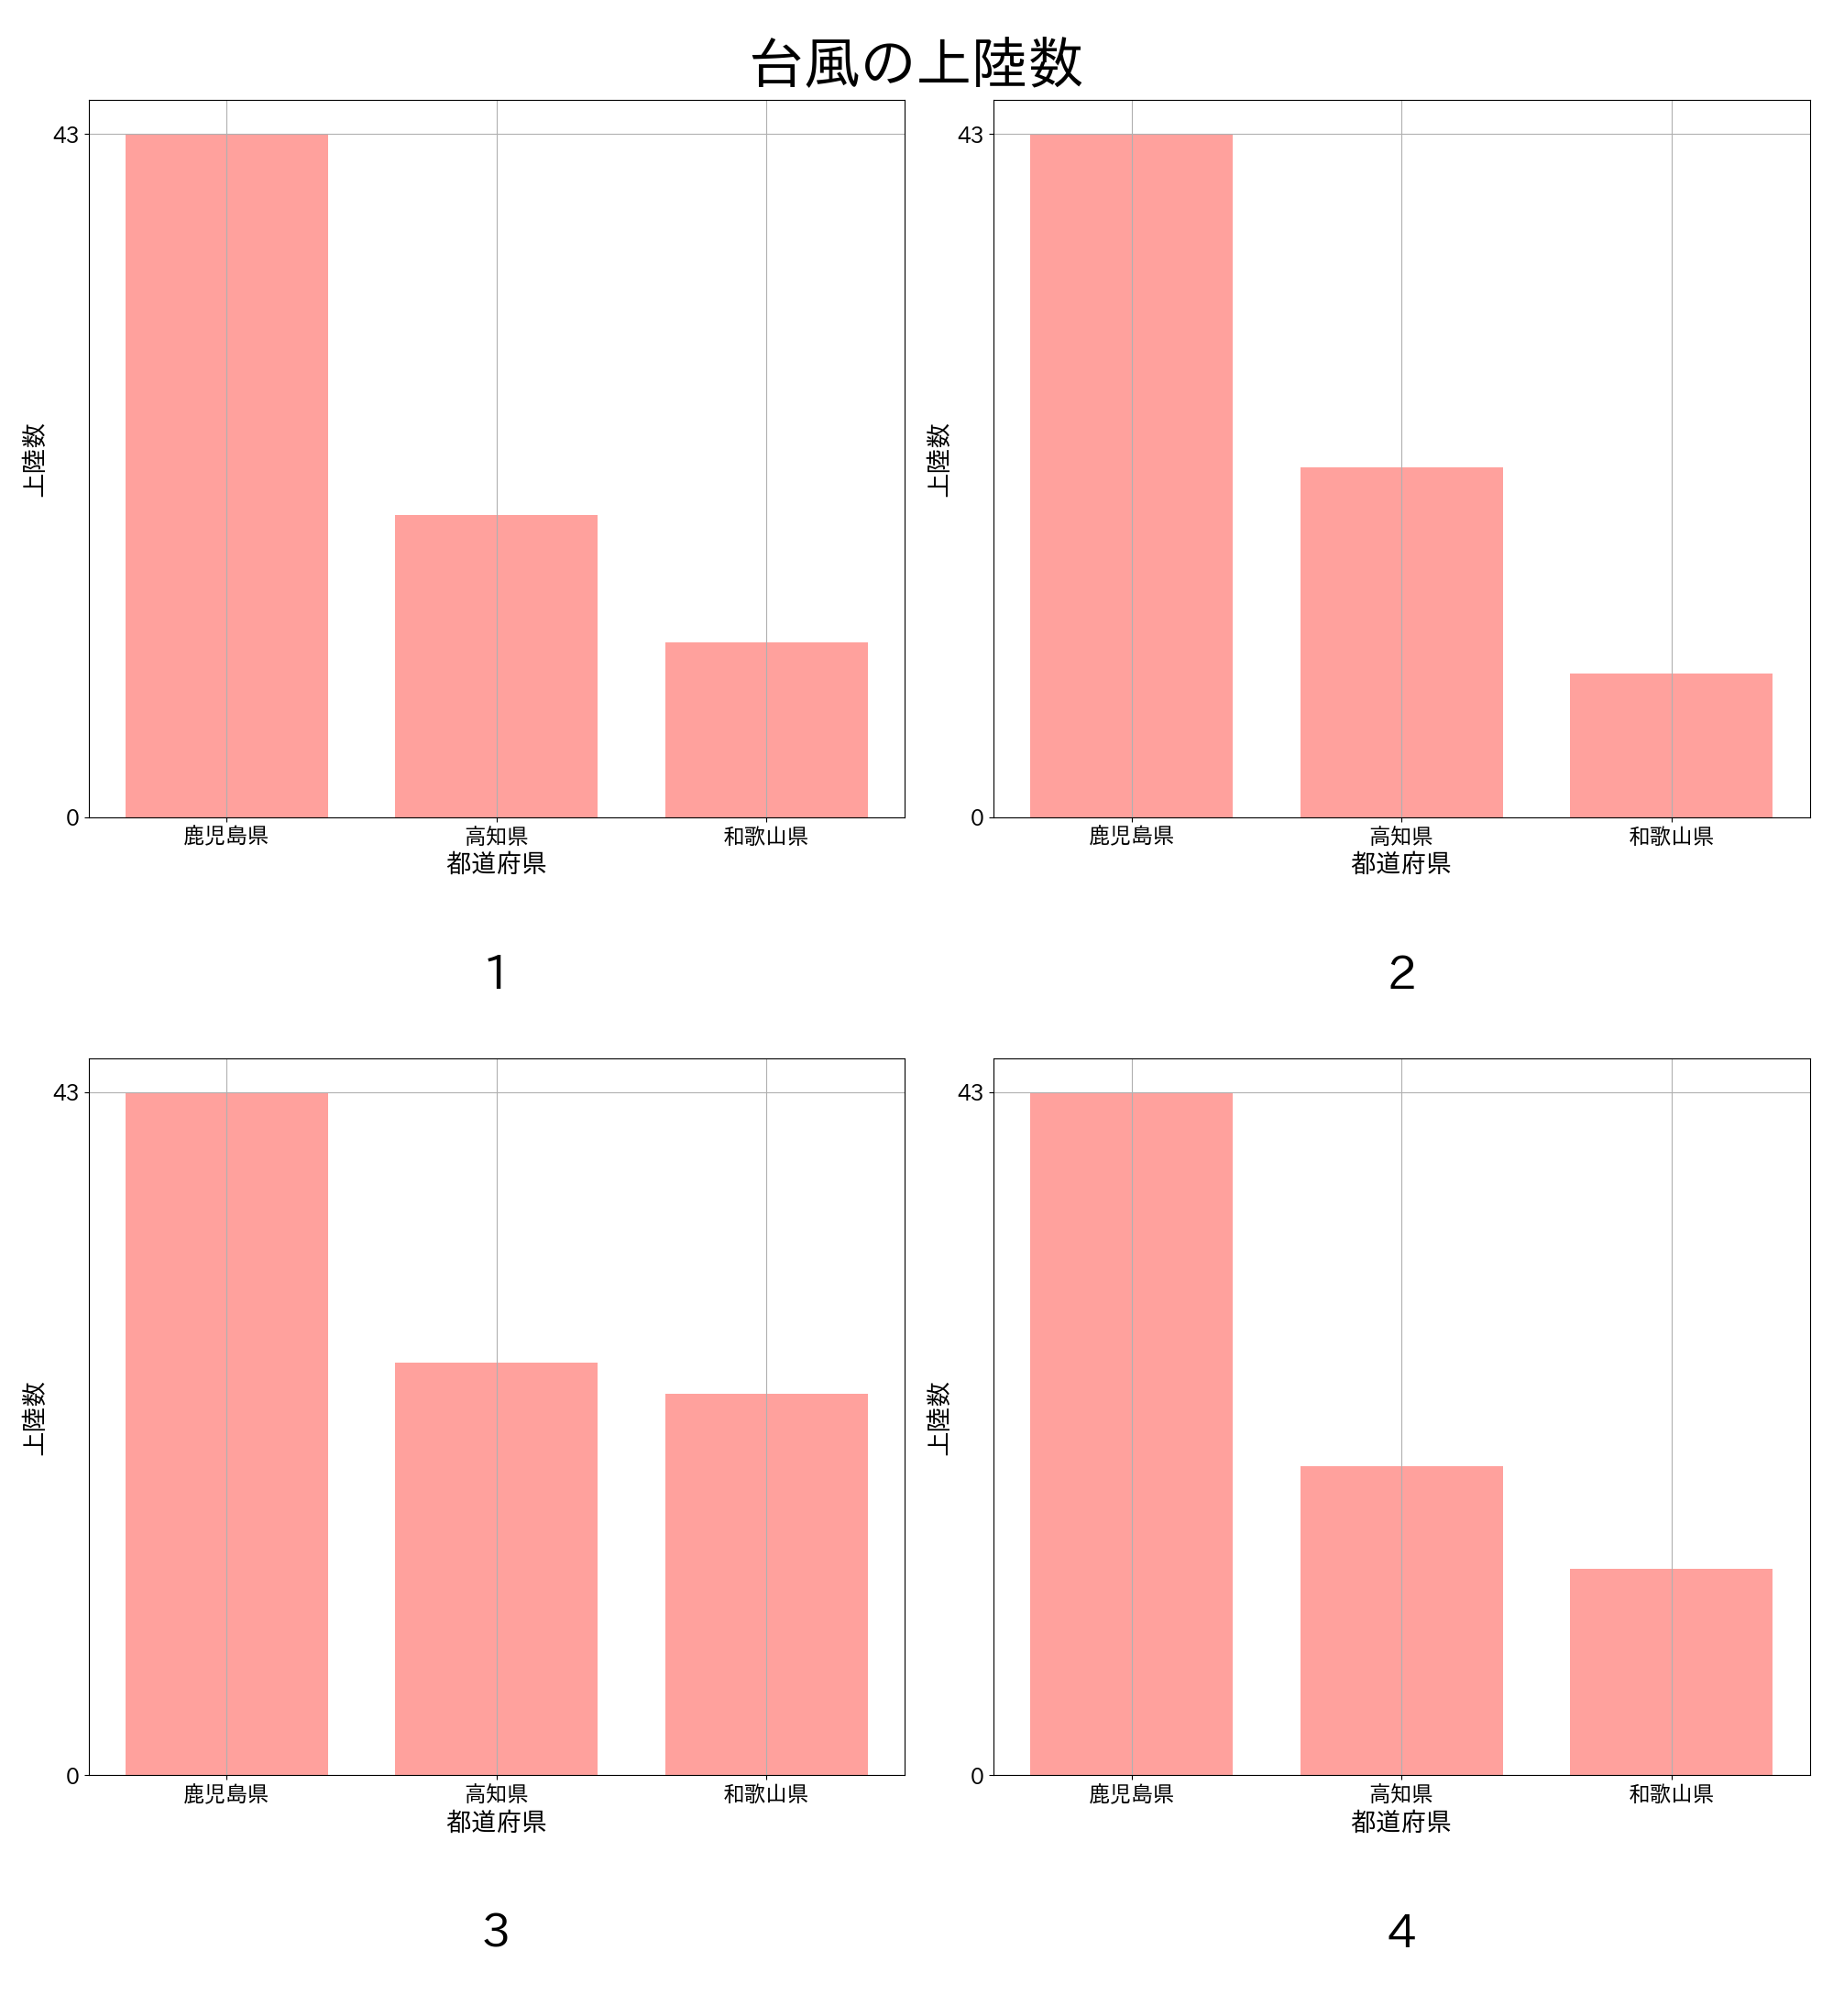 台風の上陸数
43
0
上陸数
鹿児島県 高知県 和歌山県
都道府県
1
43
0
上陸数
鹿児島県 高知県 和歌山県
都道府県
2
43
0
上陸数
鹿児島県 高知県 和歌山県
都道府県
3
43
0
上陸数
鹿児島県 高知県 和歌山県
都道府県
4